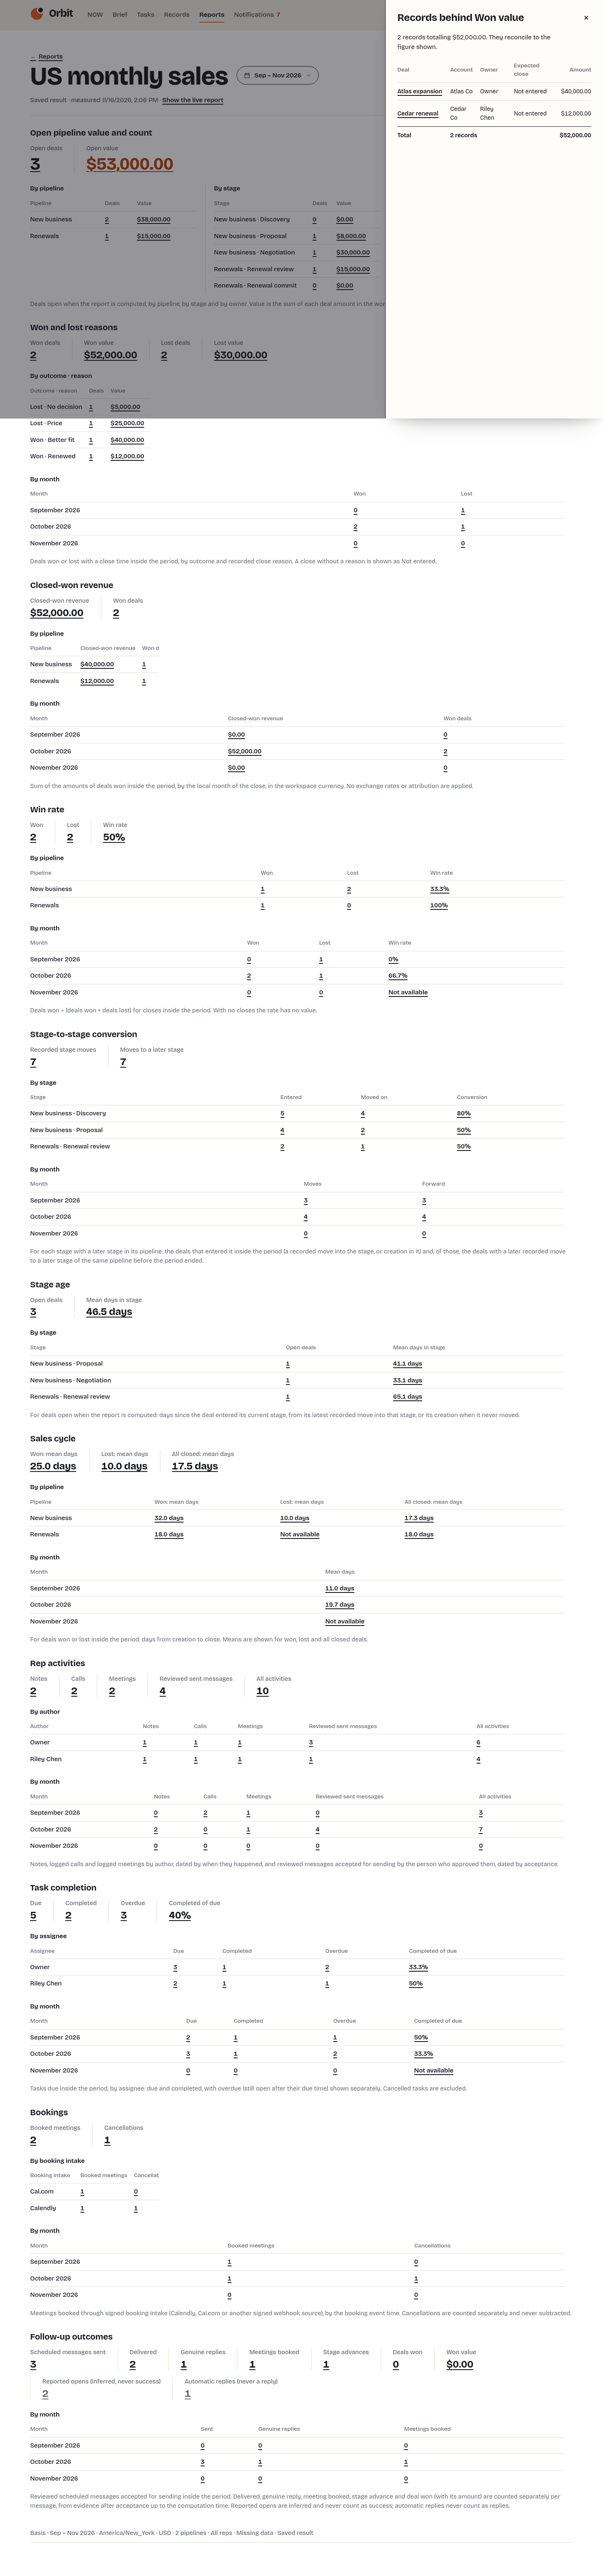 Orbit NOW Brief Tasks Records Reports Notifications 7
← Reports
US monthly sales Sep – Nov 2026
Saved result · measured 11/16/2026, 2:06 PM · Show the live report
Open pipeline value and count
Open deals Open value
3 $53,000.00
By pipeline
Pipeline Deals Value
New business 2 $38,000.00
Renewals 1 $15,000.00
By stage
Stage Deals Value
New business · Discovery 0 $0.00
New business · Proposal 1 $8,000.00
New business · Negotiation 1 $30,000.00
Renewals · Renewal review 1 $15,000.00
Renewals · Renewal commit 0 $0.00
Deals open when the report is computed, by pipeline, by stage and by owner. Value is the sum of each deal amount in the wor
Won and lost reasons
Won deals Won value Lost deals Lost value
2 $52,000.00 2 $30,000.00
By outcome · reason
Outcome · reason Deals Value
Lost · No decision 1 $5,000.00
Lost · Price 1 $25,000.00
Won · Better fit 1 $40,000.00
Won · Renewed 1 $12,000.00
By month
Month Won Lost
September 2026 0 1
October 2026 2 1
November 2026 0 0
Deals won or lost with a close time inside the period, by outcome and recorded close reason. A close without a reason is shown as Not entered.
Closed-won revenue
Closed-won revenue Won deals
$52,000.00 2
By pipeline
Pipeline Closed-won revenue Won d
New business $40,000.00 1
Renewals $12,000.00 1
By month
Month Closed-won revenue Won deals
September 2026 $0.00 0
October 2026 $52,000.00 2
November 2026 $0.00 0
Sum of the amounts of deals won inside the period, by the local month of the close, in the workspace currency. No exchange rates or attribution are applied.
Win rate
Won Lost Win rate
2 2 50%
By pipeline
Pipeline Won Lost Win rate
New business 1 2 33.3%
Renewals 1 0 100%
By month
Month Won Lost Win rate
September 2026 0 1 0%
October 2026 2 1 66.7%
November 2026 0 0 Not available
Deals won ÷ (deals won + deals lost) for closes inside the period. With no closes the rate has no value.
Stage-to-stage conversion
Recorded stage moves Moves to a later stage
7 7
By stage
Stage Entered Moved on Conversion
New business · Discovery 5 4 80%
New business · Proposal 4 2 50%
Renewals · Renewal review 2 1 50%
By month
Month Moves Forward
September 2026 3 3
October 2026 4 4
November 2026 0 0
For each stage with a later stage in its pipeline: the deals that entered it inside the period (a recorded move into the stage, or creation in it) and, of those, the deals with a later recorded move
to a later stage of the same pipeline before the period ended.
Stage age
Open deals Mean days in stage
3 46.5 days
By stage
Stage Open deals Mean days in stage
New business · Proposal 1 41.1 days
New business · Negotiation 1 33.1 days
Renewals · Renewal review 1 65.1 days
For deals open when the report is computed: days since the deal entered its current stage, from its latest recorded move into that stage, or its creation when it never moved.
Sales cycle
Won: mean days Lost: mean days All closed: mean days
25.0 days 10.0 days 17.5 days
By pipeline
Pipeline Won: mean days Lost: mean days All closed: mean days
New business 32.0 days 10.0 days 17.3 days
Renewals 18.0 days Not available 18.0 days
By month
Month Mean days
September 2026 11.0 days
October 2026 19.7 days
November 2026 Not available
For deals won or lost inside the period: days from creation to close. Means are shown for won, lost and all closed deals.
Rep activities
Notes Calls Meetings Reviewed sent messages All activities
2 2 2 4 10
By author
Author Notes Calls Meetings Reviewed sent messages All activities
Owner 1 1 1 3 6
Riley Chen 1 1 1 1 4
By month
Month Notes Calls Meetings Reviewed sent messages All activities
September 2026 0 2 1 0 3
October 2026 2 0 1 4 7
November 2026 0 0 0 0 0
Notes, logged calls and logged meetings by author, dated by when they happened, and reviewed messages accepted for sending by the person who approved them, dated by acceptance.
Task completion
Due Completed Overdue Completed of due
5 2 3 40%
By assignee
Assignee Due Completed Overdue Completed of due
Owner 3 1 2 33.3%
Riley Chen 2 1 1 50%
By month
Month Due Completed Overdue Completed of due
September 2026 2 1 1 50%
October 2026 3 1 2 33.3%
November 2026 0 0 0 Not available
Tasks due inside the period, by assignee: due and completed, with overdue (still open after their due time) shown separately. Cancelled tasks are excluded.
Bookings
Booked meetings Cancellations
2 1
By booking intake
Booking intake Booked meetings Cancellat
Cal.com 1 0
Calendly 1 1
By month
Month Booked meetings Cancellations
September 2026 1 0
October 2026 1 1
November 2026 0 0
Meetings booked through signed booking intake (Calendly, Cal.com or another signed webhook source), by the booking event time. Cancellations are counted separately and never subtracted.
Follow-up outcomes
Scheduled messages sent Delivered Genuine replies Meetings booked Stage advances Deals won Won value
3 2 1 1 1 0 $0.00
Reported opens (inferred, never success) Automatic replies (never a reply)
2 1
By month
Month Sent Genuine replies Meetings booked
September 2026 0 0 0
October 2026 3 1 1
November 2026 0 0 0
Reviewed scheduled messages accepted for sending inside the period. Delivered, genuine reply, meeting booked, stage advance and deal won (with its amount) are counted separately per
message, from evidence after acceptance up to the computation time. Reported opens are inferred and never count as success; automatic replies never count as replies.
Basis · Sep – Nov 2026 · America/New_York · USD · 2 pipelines · All reps · Missing data · Saved result
Records behind Won value ×
2 records totalling $52,000.00. They reconcile to the
figure shown.
Deal Account Owner Expected close Amount
Atlas expansion Atlas Co Owner Not entered $40,000.00
Cedar renewal Cedar Co Riley Chen Not entered $12,000.00
Total 2 records $52,000.00